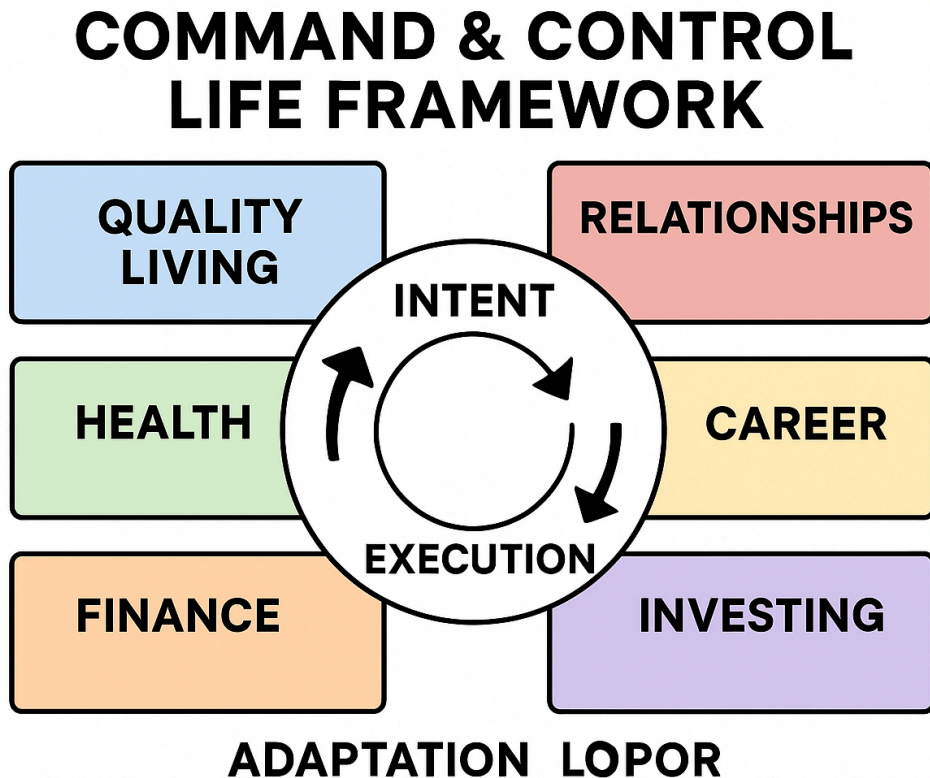 COMMAND & CONTROL
LIFE FRAMEWORK
QUALITY
LIVING
RELATIONSHIPS
INTENT
HEALTH
CAREER
EXECUTION
FINANCE
INVESTING
ADAPTATION LOPOR